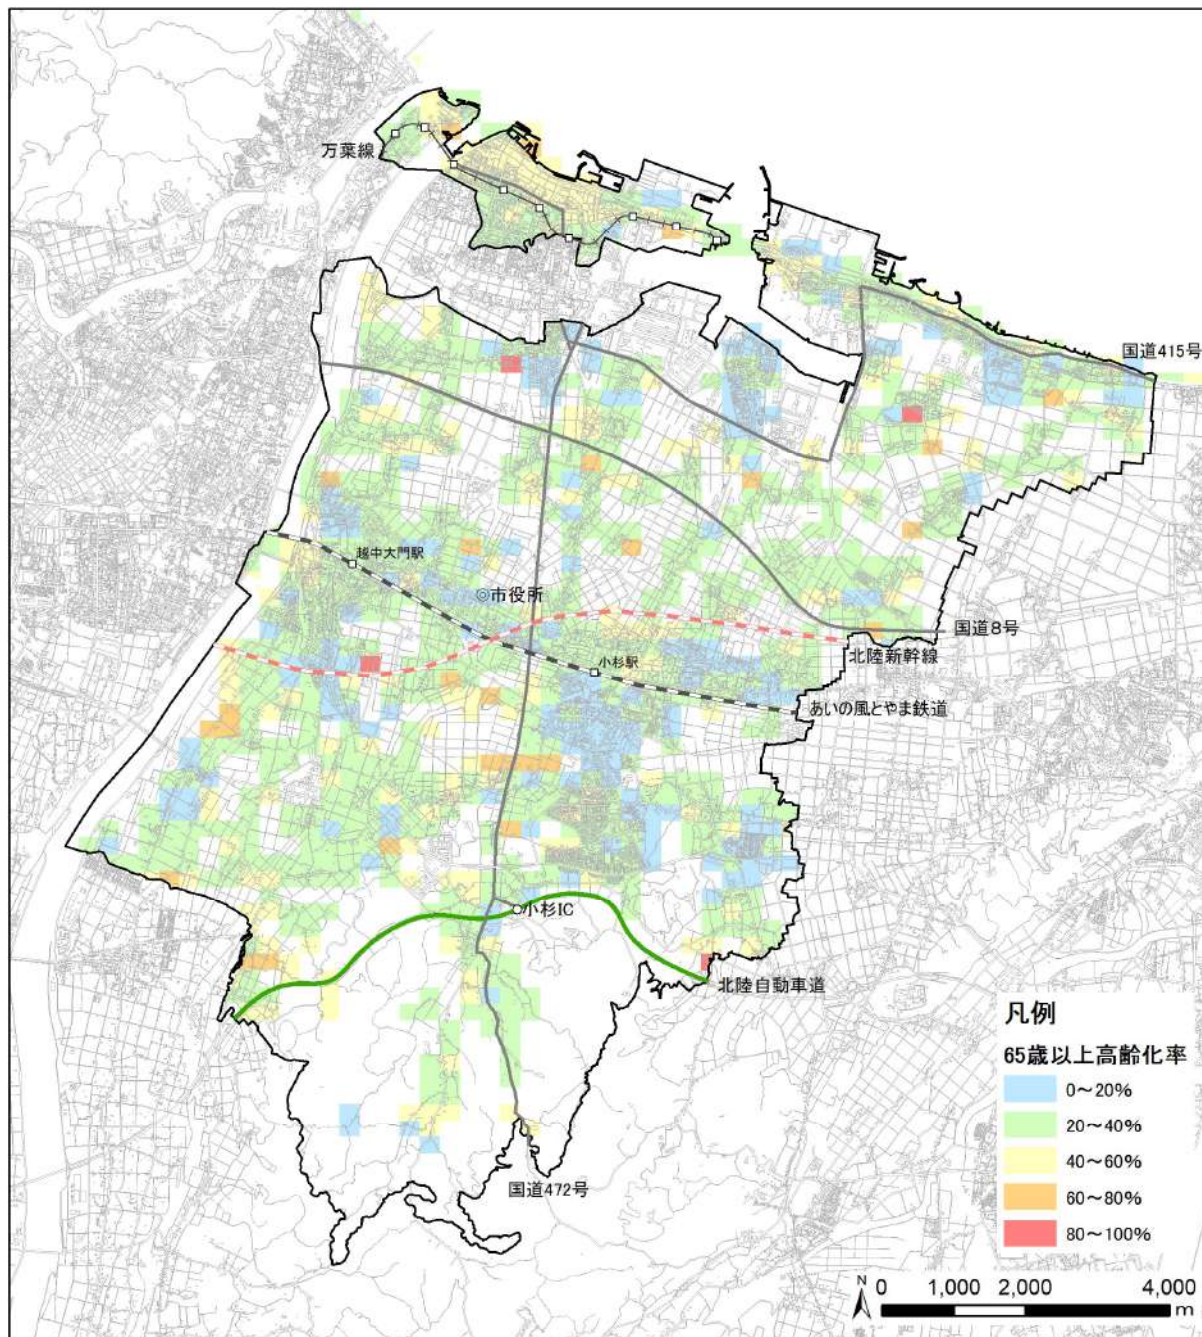 万葉線
国道415号
越中大門駅
◎市役所
国道8号
小杉駅
北陸新幹線
あいの風とやま鉄道
小杉IC
北陸自動車道
国道472号
凡例
65歳以上高齢化率
0~20%
20~40%
40~60%
60~80%
80~100%
N
0 1,000 2,000 4,000
m